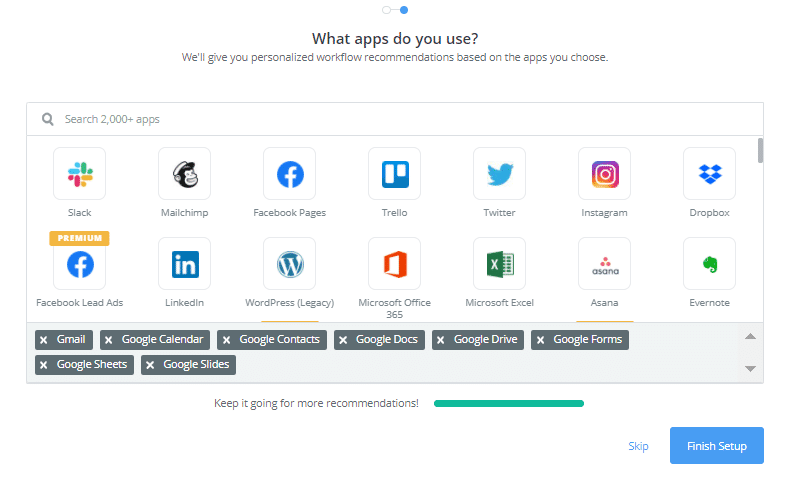 What apps do you use?
We'll give you personalized workflow recommendations based on the apps you choose.
Search 2,000+ apps
Slack
Mailchimp
Facebook Pages
Trello
Twitter
Instagram
Dropbox
PREMIUM
Facebook Lead Ads
LinkedIn
WordPress (Legacy)
Microsoft Office
365
Microsoft Excel
asana
Asana
Evernote
× Gmail
× Google Calendar
× Google Contacts
× Google Docs
× Google Drive
× Google Forms
× Google Sheets
× Google Slides
Keep it going for more recommendations!
Skip
Finish Setup